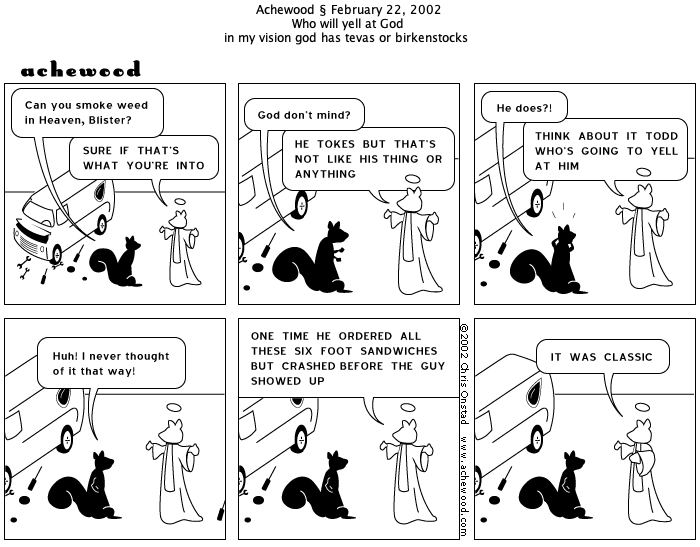 Achewood § February 22, 2002
Who will yell at God
in my vision god has tevas or birkenstocks
achewood
Can you smoke weed
in Heaven, Blister?
SURE IF THAT'S
WHAT YOU'RE INTO
God don't mind?
HE TOKES BUT THAT'S
NOT LIKE HIS THING OR
ANYTHING
He does?!
THINK ABOUT IT TODD
WHO'S GOING TO YELL
AT HIM
Huh! I never thought
of it that way!
ONE TIME HE ORDERED ALL
THESE SIX FOOT SANDWICHES
BUT CRASHED BEFORE THE GUY
SHOWED UP
©2002 Chris Onstad www.achewood.com
IT WAS CLASSIC